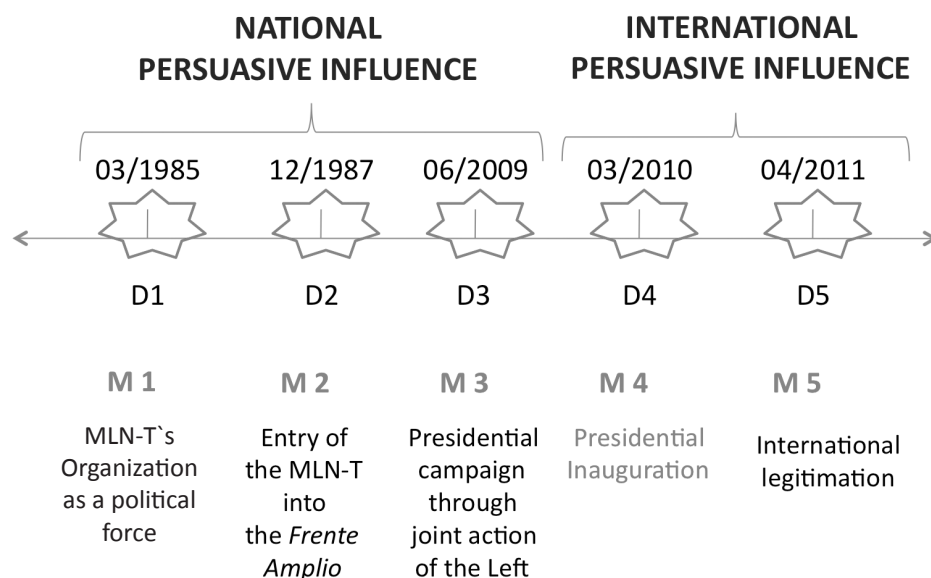 NATIONAL
PERSUASIVE INFLUENCE
INTERNATIONAL
PERSUASIVE INFLUENCE
03/1985
12/1987
06/2009
03/2010
04/2011
D1
D2
D3
D4
D5
M 1
M 2
M 3
M 4
M 5
MLN-T`s
Organization
as a political
force
Entry of
the MLN-T
into
the Frente
Amplio
Presidential
campaign
through
joint action
of the Left
Presidential
Inauguration
International
legitimation